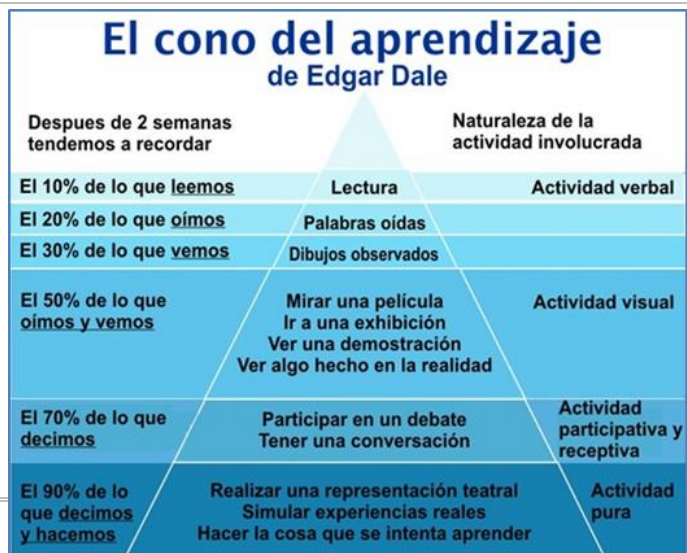 El cono del aprendizaje
de Edgar Dale
Despues de 2 semanas
tendemos a recordar
Naturaleza de la
actividad involucrada
El 10% de lo que leemos
Lectura
Actividad verbal
El 20% de lo que oímos
Palabras oídas
El 30% de lo que vemos
Dibujos observados
El 50% de lo que
oímos y vemos
Mirar una película
Ir a una exhibición
Ver una demostración
Ver algo hecho en la realidad
Actividad visual
El 70% de lo que
decimos
Participar en un debate
Tener una conversación
Actividad
participativa y
receptiva
El 90% de lo
que decimos
y hacemos
Realizar una representación teatral
Simular experiencias reales
Hacer la cosa que se intenta aprender
Actividad
pura